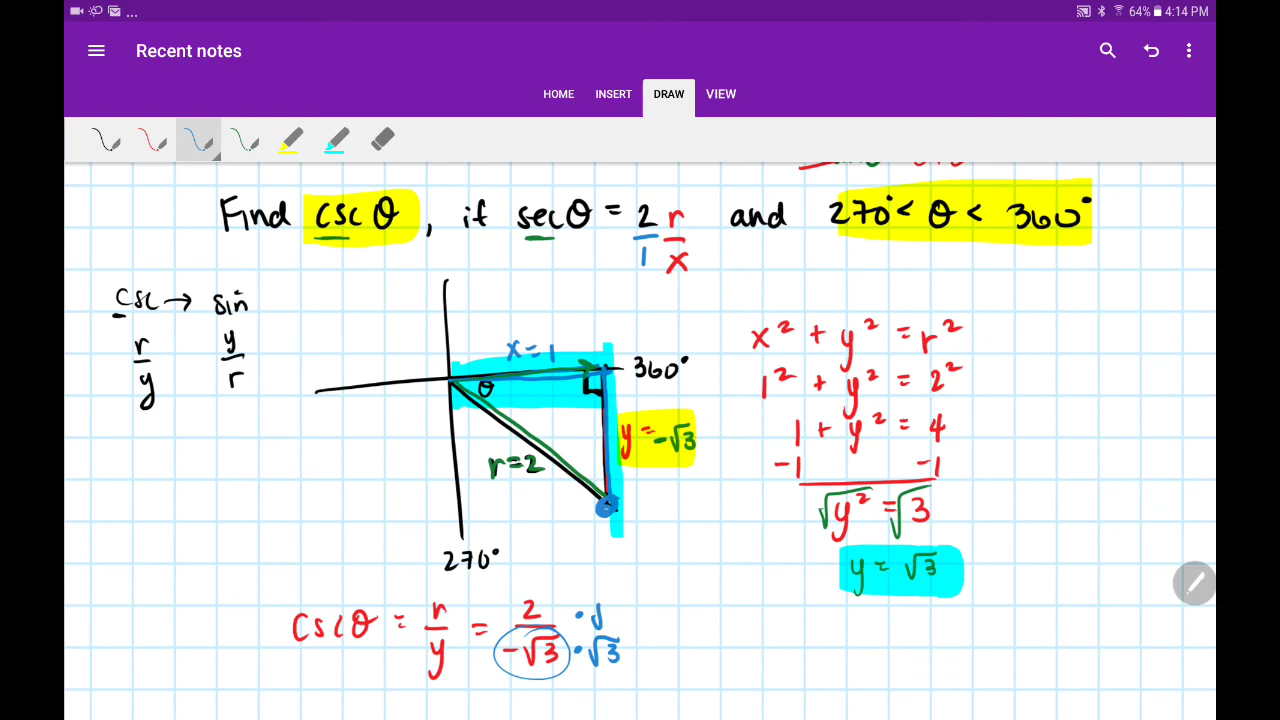 ... 64% 4:14 PM
Recent notes
HOME INSERT DRAW VIEW
Find csc θ, if sec θ = 2/1 r/x and 270° < θ < 360°
csc → sin
r/y y/r
x = 1
360°
θ
r = 2
y = -√3
270°
x² + y² = r²
1² + y² = 2²
1 + y² = 4
-1 -1
√y² = √3
y = √3
csc θ = r/y = 2/-√3 · √/√3